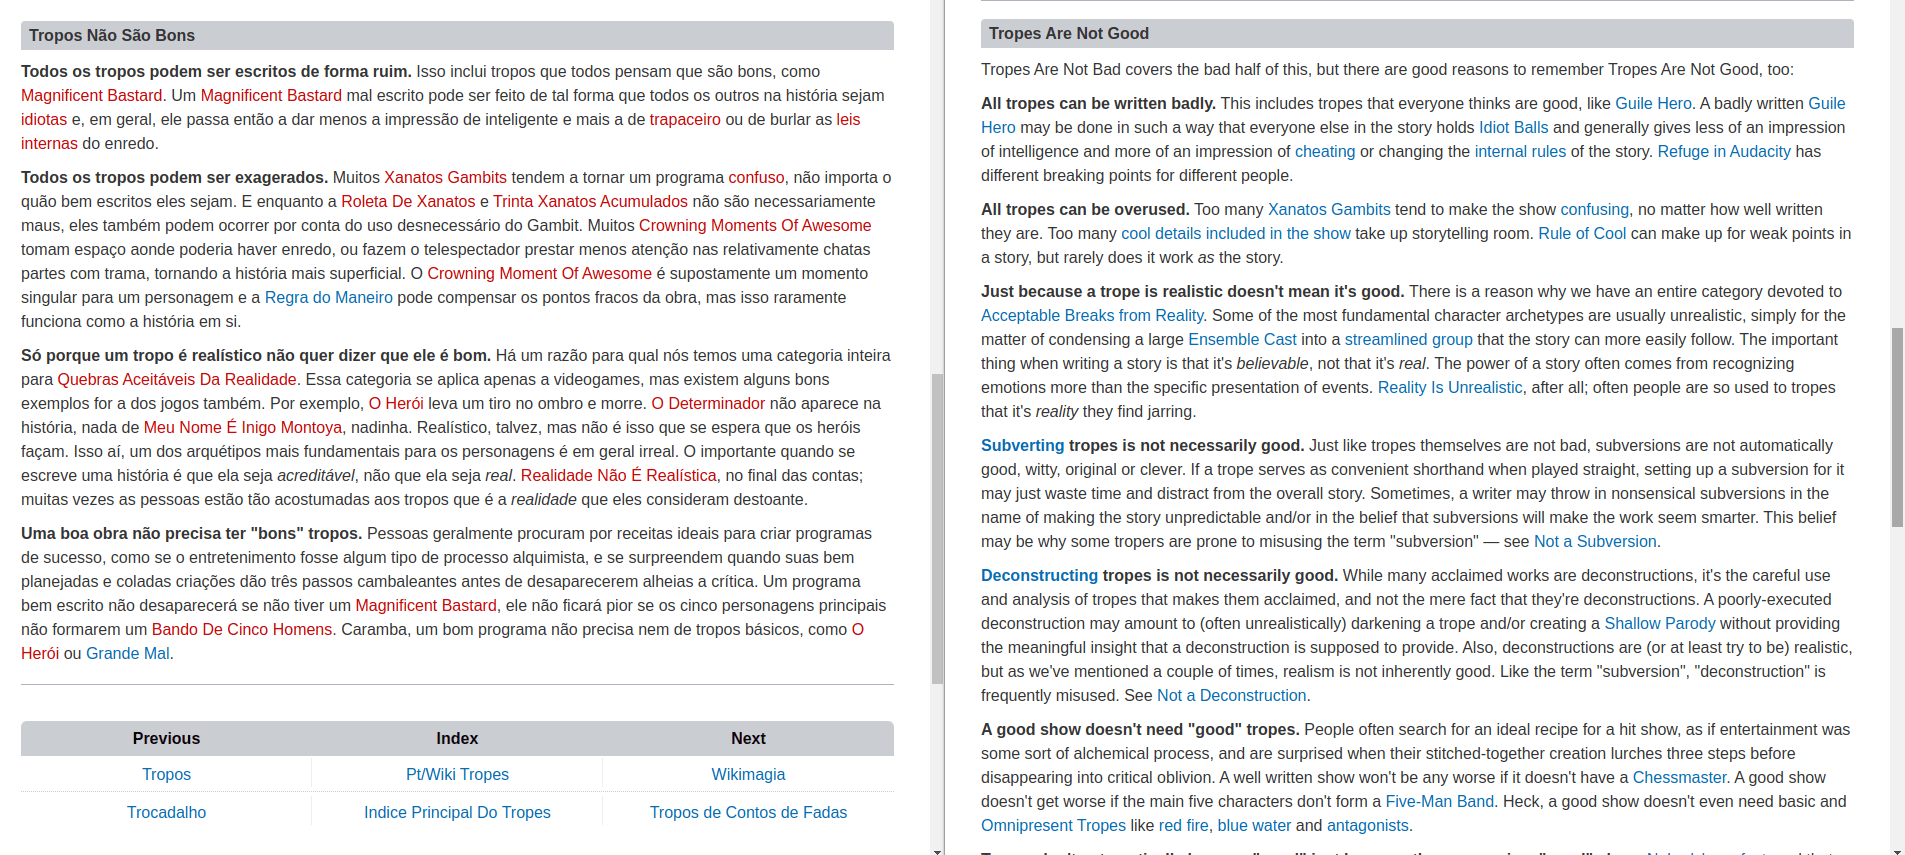 Tropos Não São Bons
Todos os tropos podem ser escritos de forma ruim. Isso inclui tropos que todos pensam que são bons, como
Magnificent Bastard. Um Magnificent Bastard mal escrito pode ser feito de tal forma que todos os outros na história sejam
idiotas e, em geral, ele passa então a dar menos a impressão de inteligente e mais a de trapaceiro ou de burlar as leis
internas do enredo.
Todos os tropos podem ser exagerados. Muitos Xanatos Gambits tendem a tornar um programa confuso, não importa o
quão bem escritos eles sejam. E enquanto a Roleta De Xanatos e Trinta Xanatos Acumulados não são necessariamente
maus, eles também podem ocorrer por conta do uso desnecessário do Gambit. Muitos Crowning Moments Of Awesome
tomam espaço aonde poderia haver enredo, ou fazem o telespectador prestar menos atenção nas relativamente chatas
partes com trama, tornando a história mais superficial. O Crowning Moment Of Awesome é supostamente um momento
singular para um personagem e a Regra do Maneiro pode compensar os pontos fracos da obra, mas isso raramente
funciona como a história em si.
Só porque um tropo é realístico não quer dizer que ele é bom. Há um razão para qual nós temos uma categoria inteira
para Quebras Aceitáveis Da Realidade. Essa categoria se aplica apenas a videogames, mas existem alguns bons
exemplos for a dos jogos também. Por exemplo, O Herói leva um tiro no ombro e morre. O Determinador não aparece na
história, nada de Meu Nome É Inigo Montoya, nadinha. Realístico, talvez, mas não é isso que se espera que os heróis
façam. Isso aí, um dos arquétipos mais fundamentais para os personagens é em geral irreal. O importante quando se
escreve uma história é que ela seja acreditável, não que ela seja real. Realidade Não É Realística, no final das contas;
muitas vezes as pessoas estão tão acostumadas aos tropos que é a realidade que eles consideram destoante.
Uma boa obra não precisa ter "bons" tropos. Pessoas geralmente procuram por receitas ideais para criar programas
de sucesso, como se o entretenimento fosse algum tipo de processo alquimista, e se surpreendem quando suas bem
planejadas e coladas criações dão três passos cambaleantes antes de desaparecerem alheias a crítica. Um programa
bem escrito não desaparecerá se não tiver um Magnificent Bastard, ele não ficará pior se os cinco personagens principais
não formarem um Bando De Cinco Homens. Caramba, um bom programa não precisa nem de tropos básicos, como O
Herói ou Grande Mal.
Previous Index Next
Tropos Pt/Wiki Tropes Wikimagia
Trocadalho Indice Principal Do Tropes Tropos de Contos de Fadas
Tropes Are Not Good
Tropes Are Not Bad covers the bad half of this, but there are good reasons to remember Tropes Are Not Good, too:
All tropes can be written badly. This includes tropes that everyone thinks are good, like Guile Hero. A badly written Guile
Hero may be done in such a way that everyone else in the story holds Idiot Balls and generally gives less of an impression
of intelligence and more of an impression of cheating or changing the internal rules of the story. Refuge in Audacity has
different breaking points for different people.
All tropes can be overused. Too many Xanatos Gambits tend to make the show confusing, no matter how well written
they are. Too many cool details included in the show take up storytelling room. Rule of Cool can make up for weak points in
a story, but rarely does it work as the story.
Just because a trope is realistic doesn't mean it's good. There is a reason why we have an entire category devoted to
Acceptable Breaks from Reality. Some of the most fundamental character archetypes are usually unrealistic, simply for the
matter of condensing a large Ensemble Cast into a streamlined group that the story can more easily follow. The important
thing when writing a story is that it's believable, not that it's real. The power of a story often comes from recognizing
emotions more than the specific presentation of events. Reality Is Unrealistic, after all; often people are so used to tropes
that it's reality they find jarring.
Subverting tropes is not necessarily good. Just like tropes themselves are not bad, subversions are not automatically
good, witty, original or clever. If a trope serves as convenient shorthand when played straight, setting up a subversion for it
may just waste time and distract from the overall story. Sometimes, a writer may throw in nonsensical subversions in the
name of making the story unpredictable and/or in the belief that subversions will make the work seem smarter. This belief
may be why some tropers are prone to misusing the term "subversion" — see Not a Subversion.
Deconstructing tropes is not necessarily good. While many acclaimed works are deconstructions, it's the careful use
and analysis of tropes that makes them acclaimed, and not the mere fact that they're deconstructions. A poorly-executed
deconstruction may amount to (often unrealistically) darkening a trope and/or creating a Shallow Parody without providing
the meaningful insight that a deconstruction is supposed to provide. Also, deconstructions are (or at least try to be) realistic,
but as we've mentioned a couple of times, realism is not inherently good. Like the term "subversion", "deconstruction" is
frequently misused. See Not a Deconstruction.
A good show doesn't need "good" tropes. People often search for an ideal recipe for a hit show, as if entertainment was
some sort of alchemical process, and are surprised when their stitched-together creation lurches three steps before
disappearing into critical oblivion. A well written show won't be any worse if it doesn't have a Chessmaster. A good show
doesn't get worse if the main five characters don't form a Five-Man Band. Heck, a good show doesn't even need basic and
Omnipresent Tropes like red fire, blue water and antagonists.